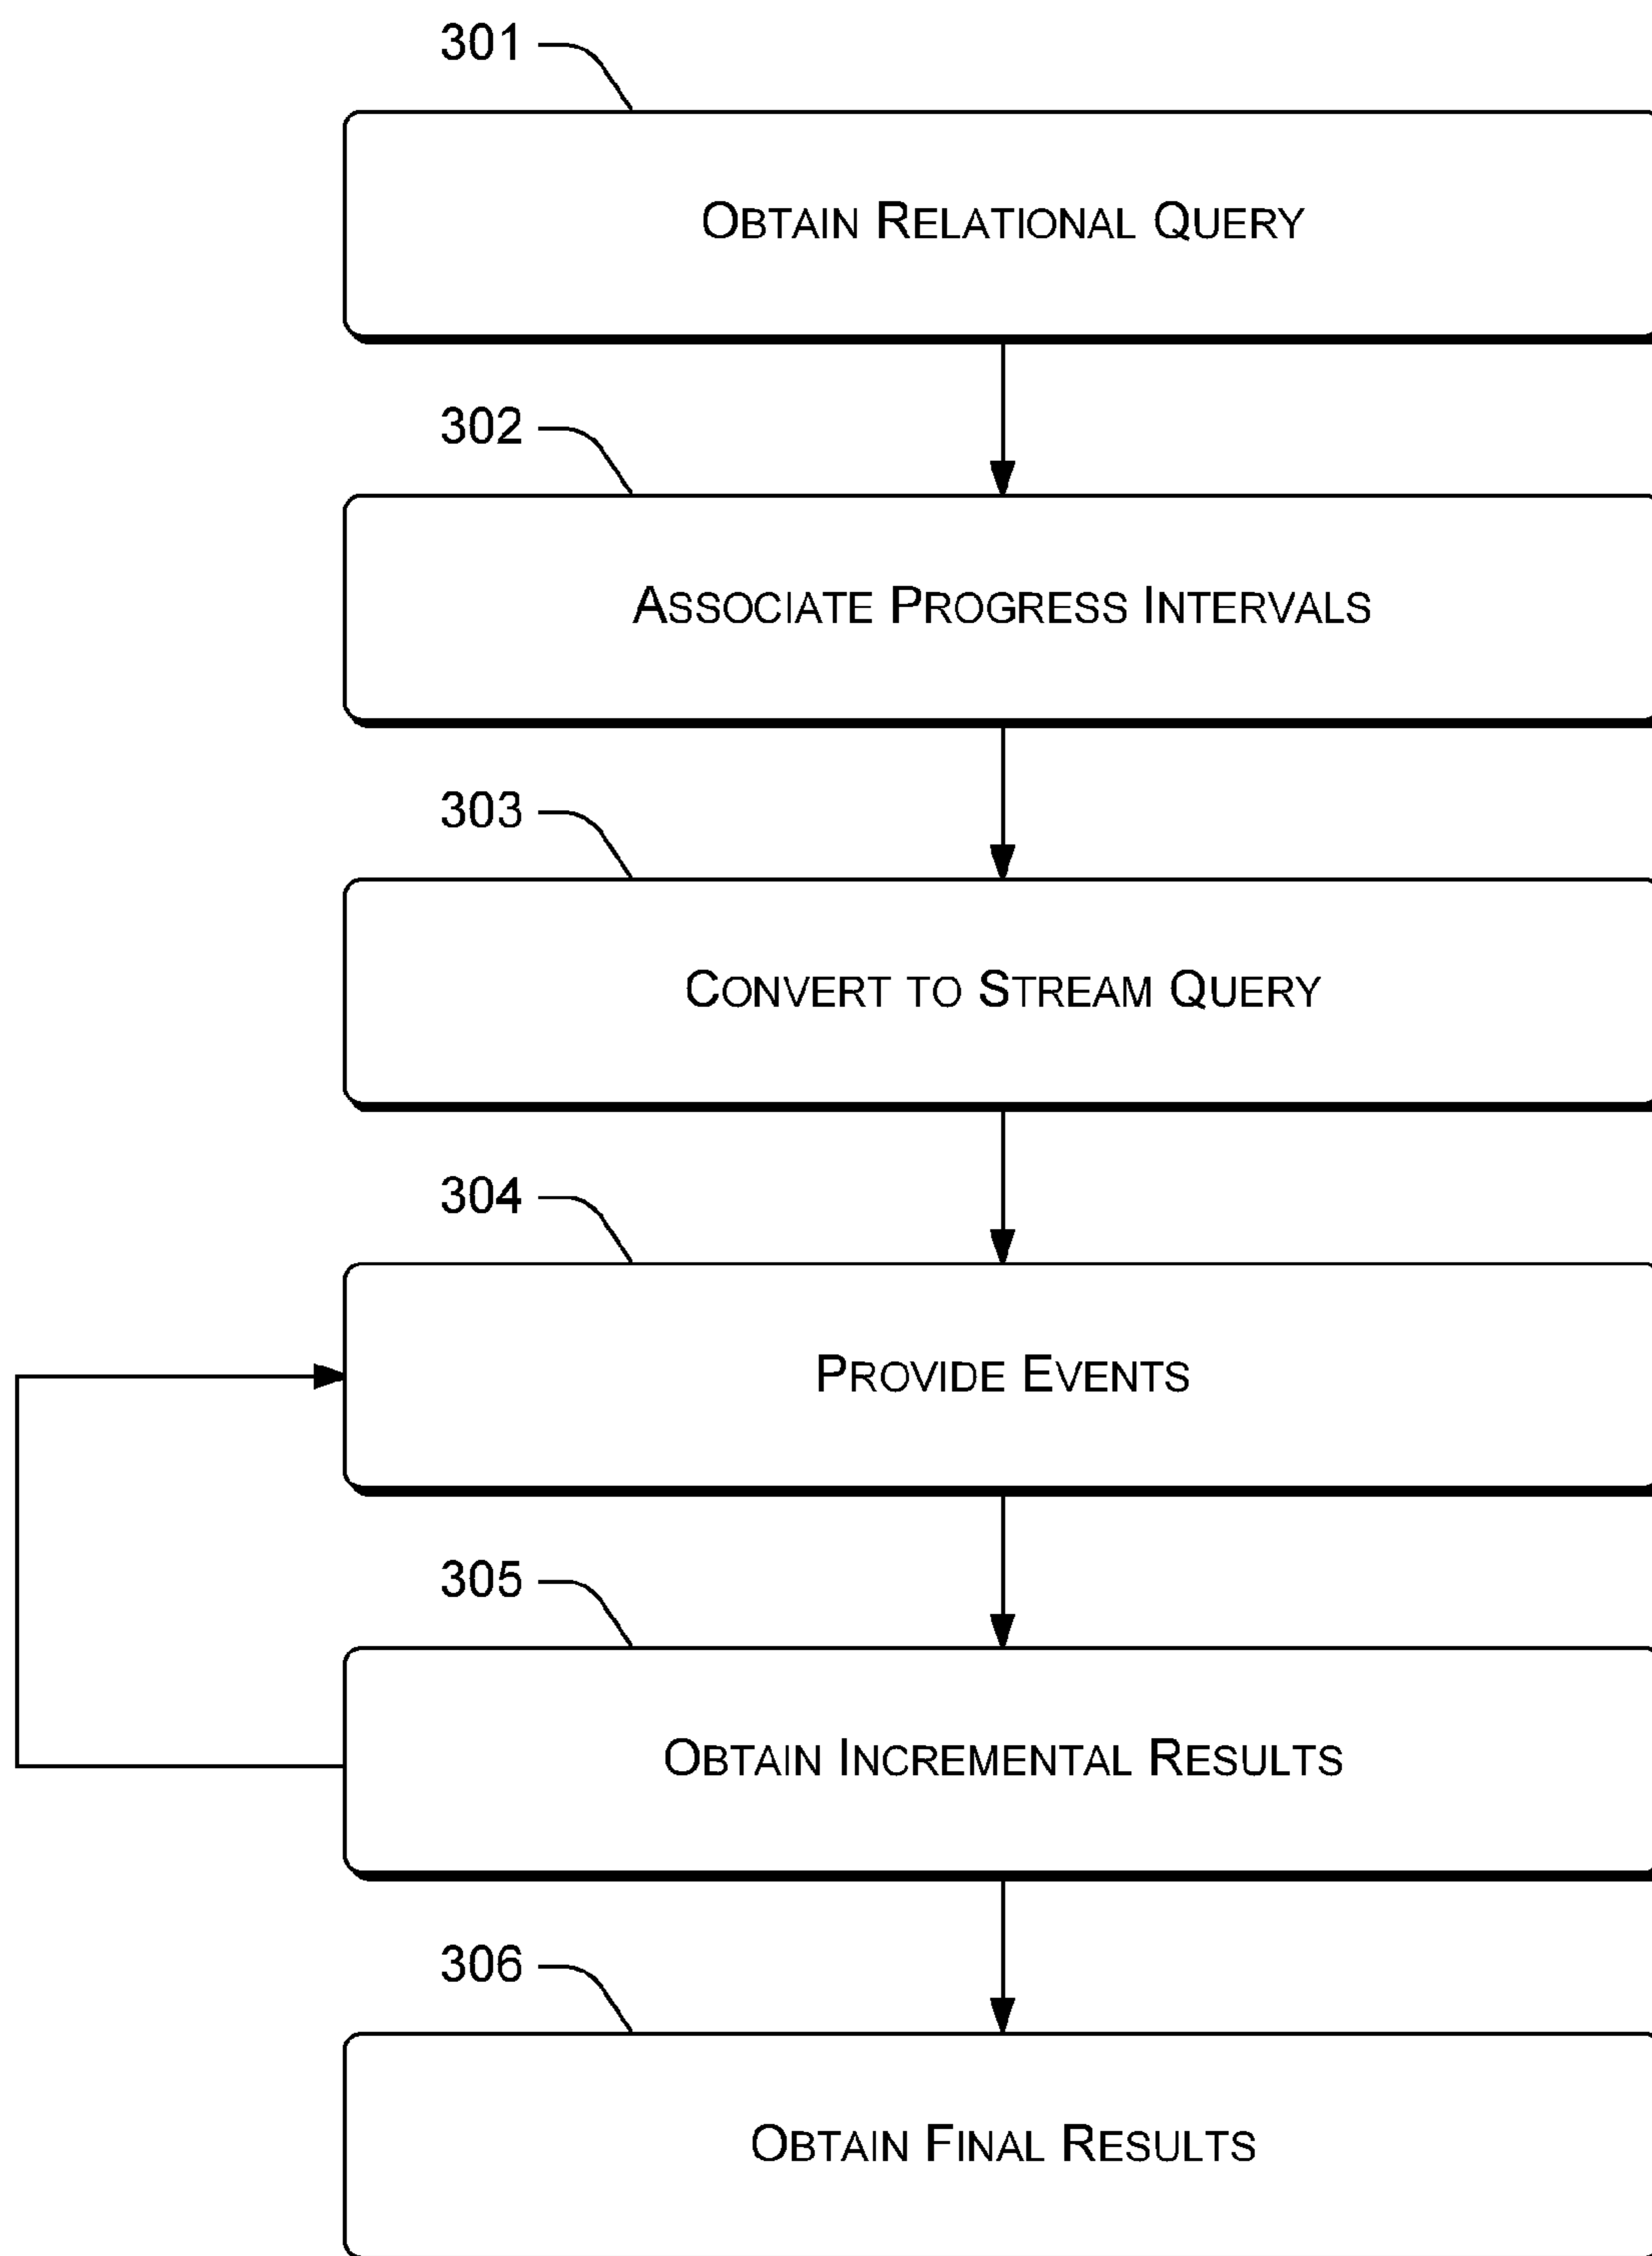 301
OBTAIN RELATIONAL QUERY
302
ASSOCIATE PROGRESS INTERVALS
303
CONVERT TO STREAM QUERY
304
PROVIDE EVENTS
305
OBTAIN INCREMENTAL RESULTS
306
OBTAIN FINAL RESULTS